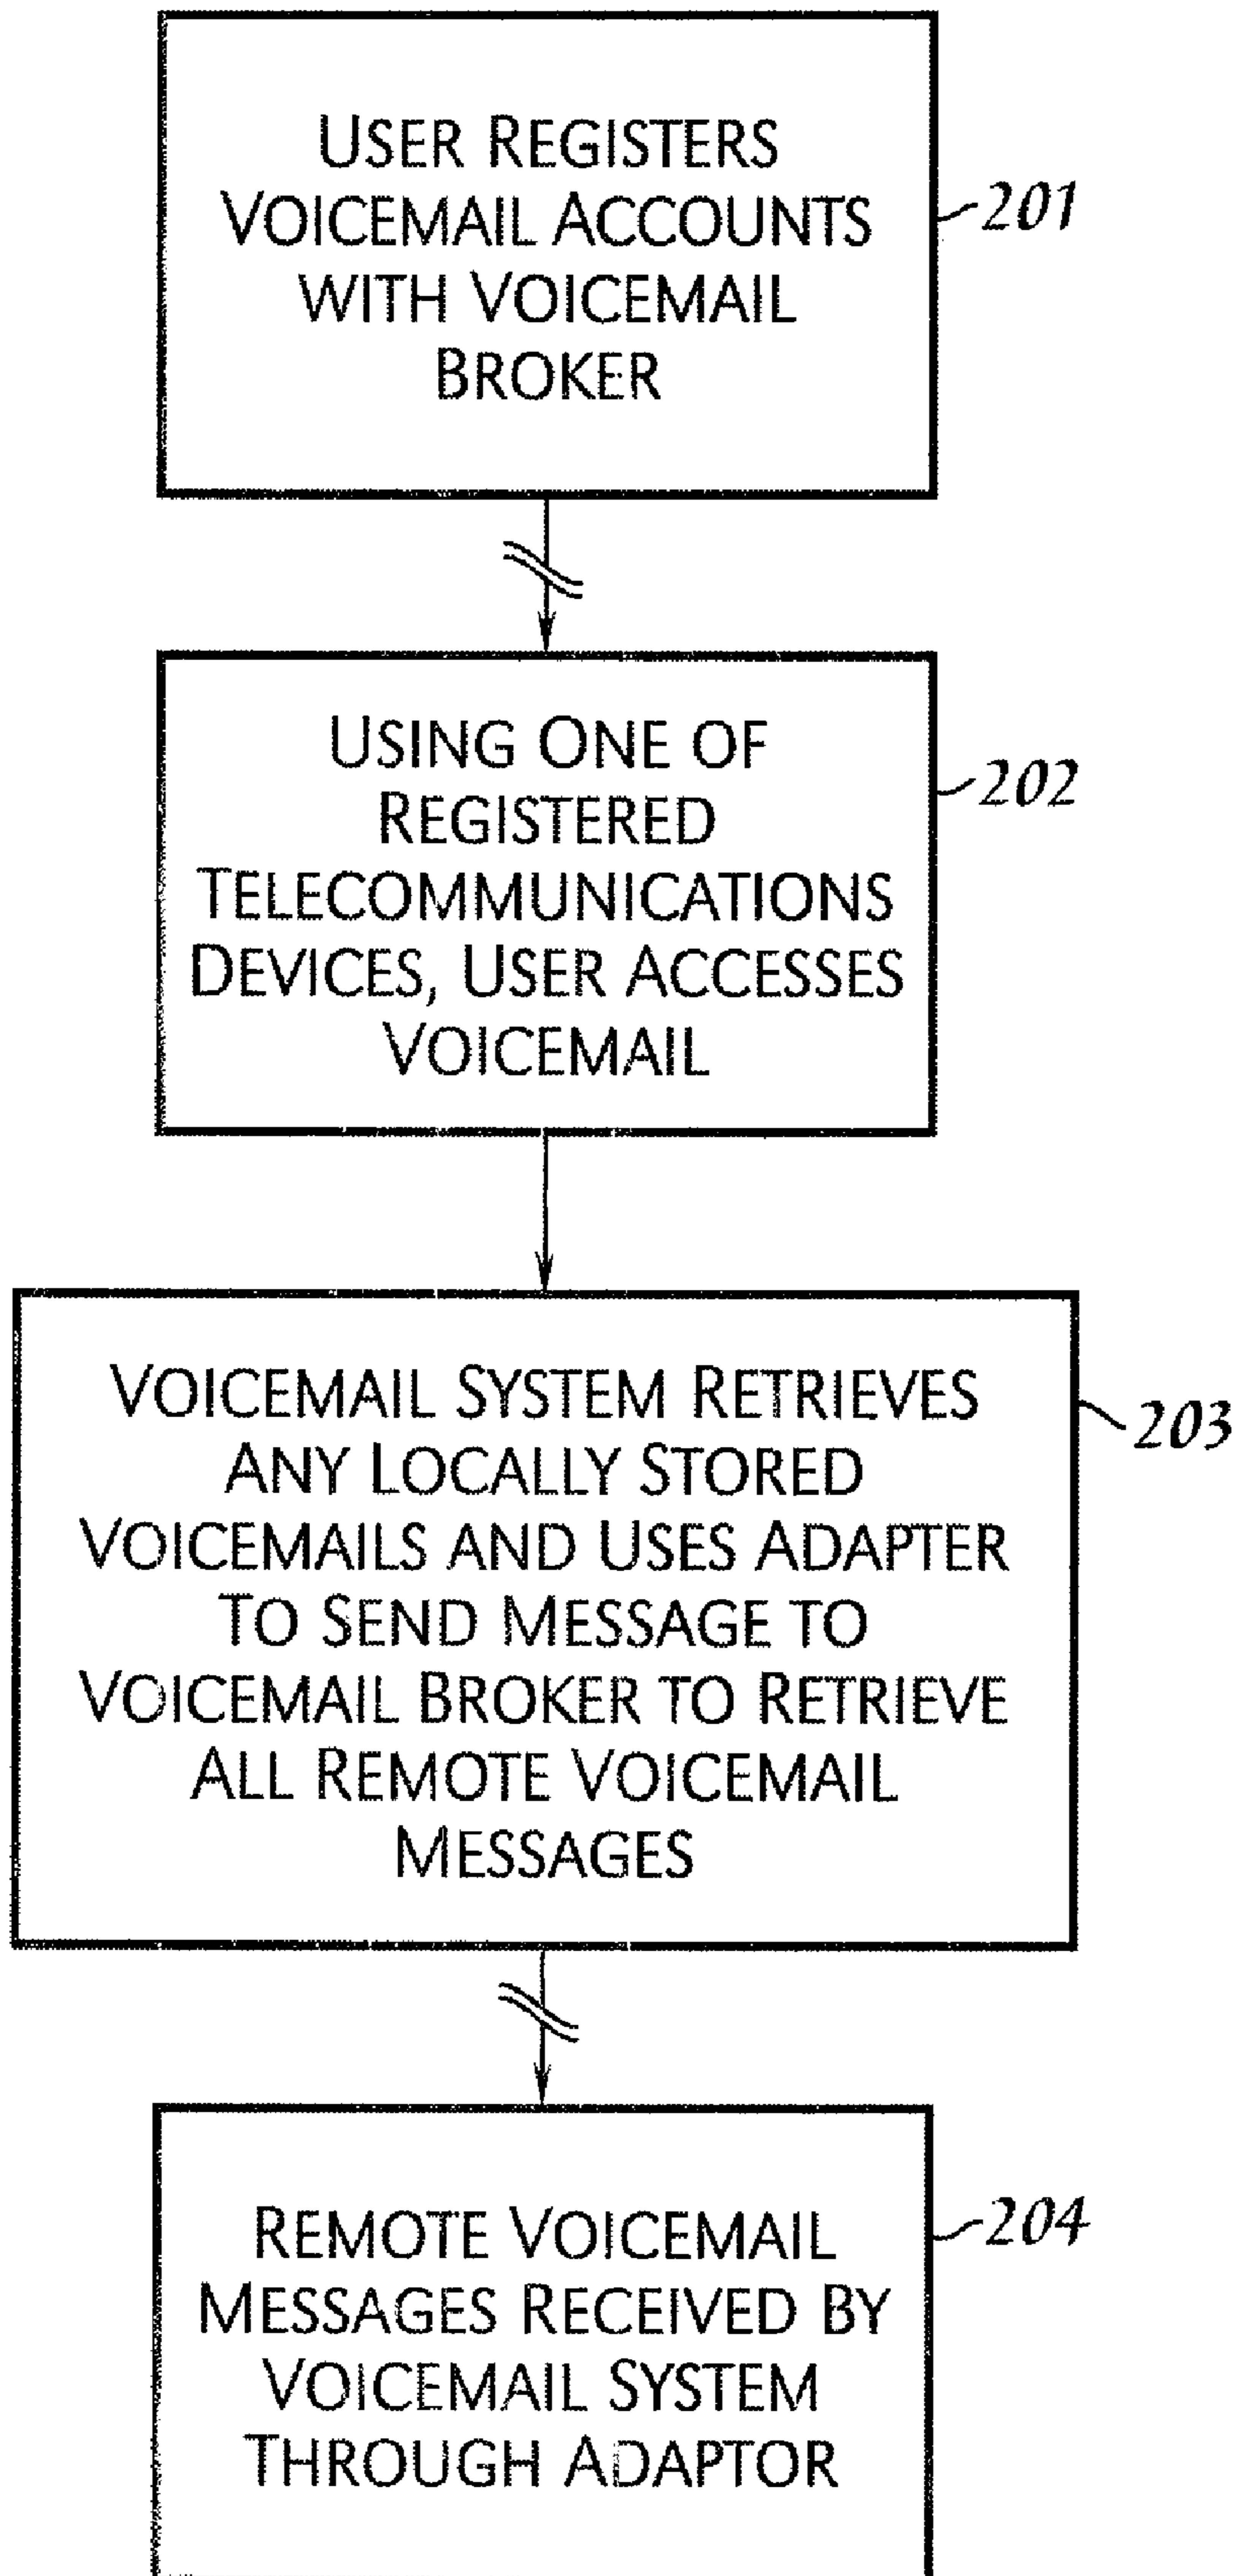 USER REGISTERS
VOICEMAIL ACCOUNTS
WITH VOICEMAIL
BROKER
201
USING ONE OF
REGISTERED
TELECOMMUNICATIONS
DEVICES, USER ACCESSES
VOICEMAIL
202
VOICEMAIL SYSTEM RETRIEVES
ANY LOCALLY STORED
VOICEMAILS AND USES ADAPTER
TO SEND MESSAGE TO
VOICEMAIL BROKER TO RETRIEVE
ALL REMOTE VOICEMAIL
MESSAGES
203
REMOTE VOICEMAIL
MESSAGES RECEIVED BY
VOICEMAIL SYSTEM
THROUGH ADAPTOR
204